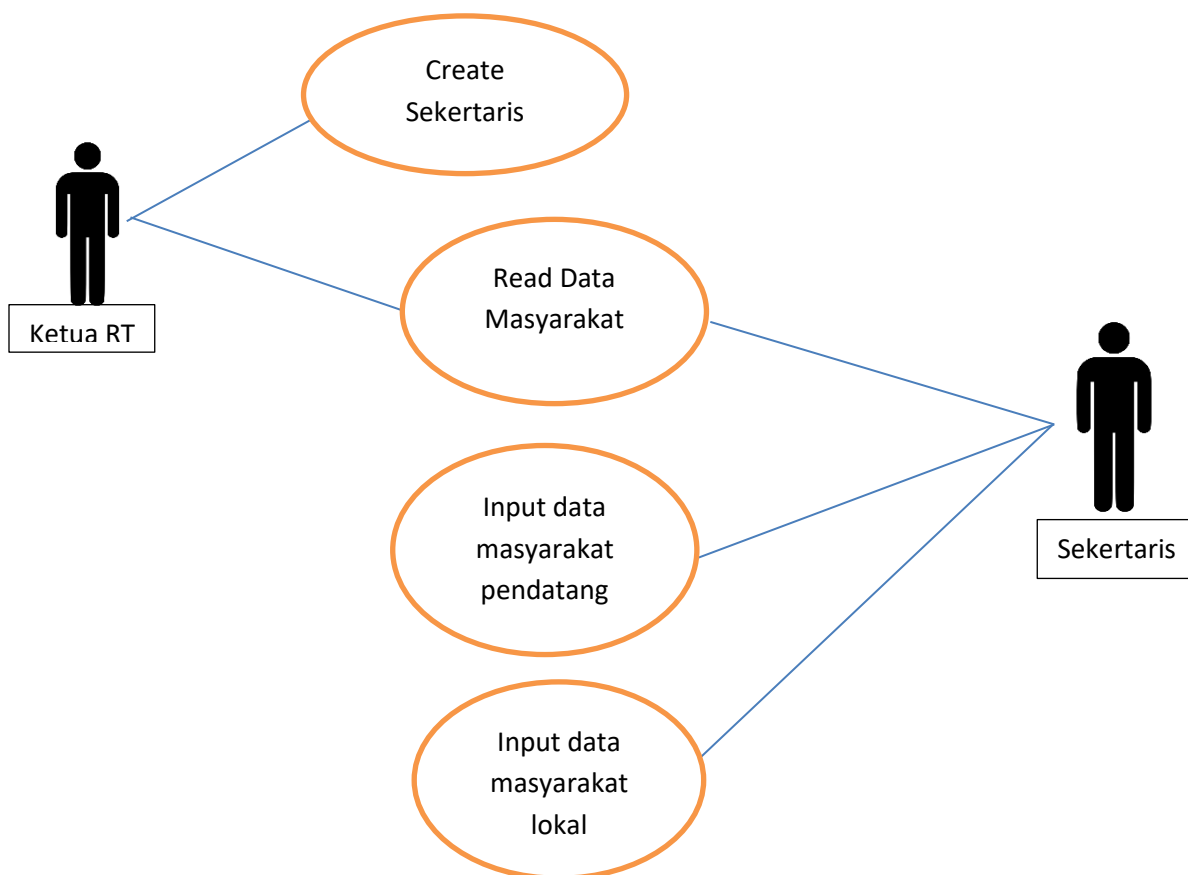 Create
Sekertaris
Read Data
Masyarakat
Ketua RT
Input data
masyarakat
pendatang
Sekertaris
Input data
masyarakat
lokal